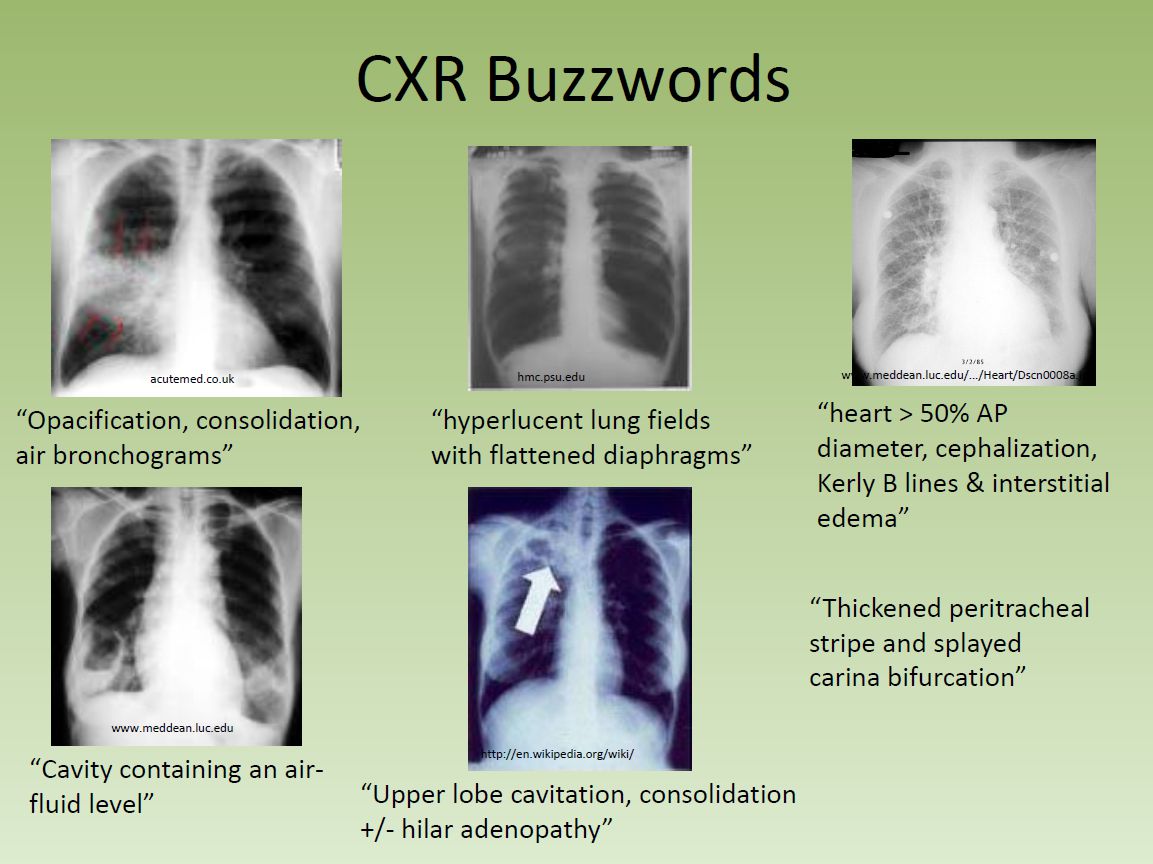 CXR Buzzwords
acutemed.co.uk
“Opacification, consolidation,
air bronchograms”
hmc.psu.edu
“hyperlucent lung fields
with flattened diaphragms”
3/2/85
www.meddean.luc.edu/.../Heart/Dscn0008a.
“heart > 50% AP
diameter, cephalization,
Kerly B lines & interstitial
edema”
www.meddean.luc.edu
“Cavity containing an air-
fluid level”
http://en.wikipedia.org/wiki/
“Upper lobe cavitation, consolidation
+/- hilar adenopathy”
“Thickened peritracheal
stripe and splayed
carina bifurcation”